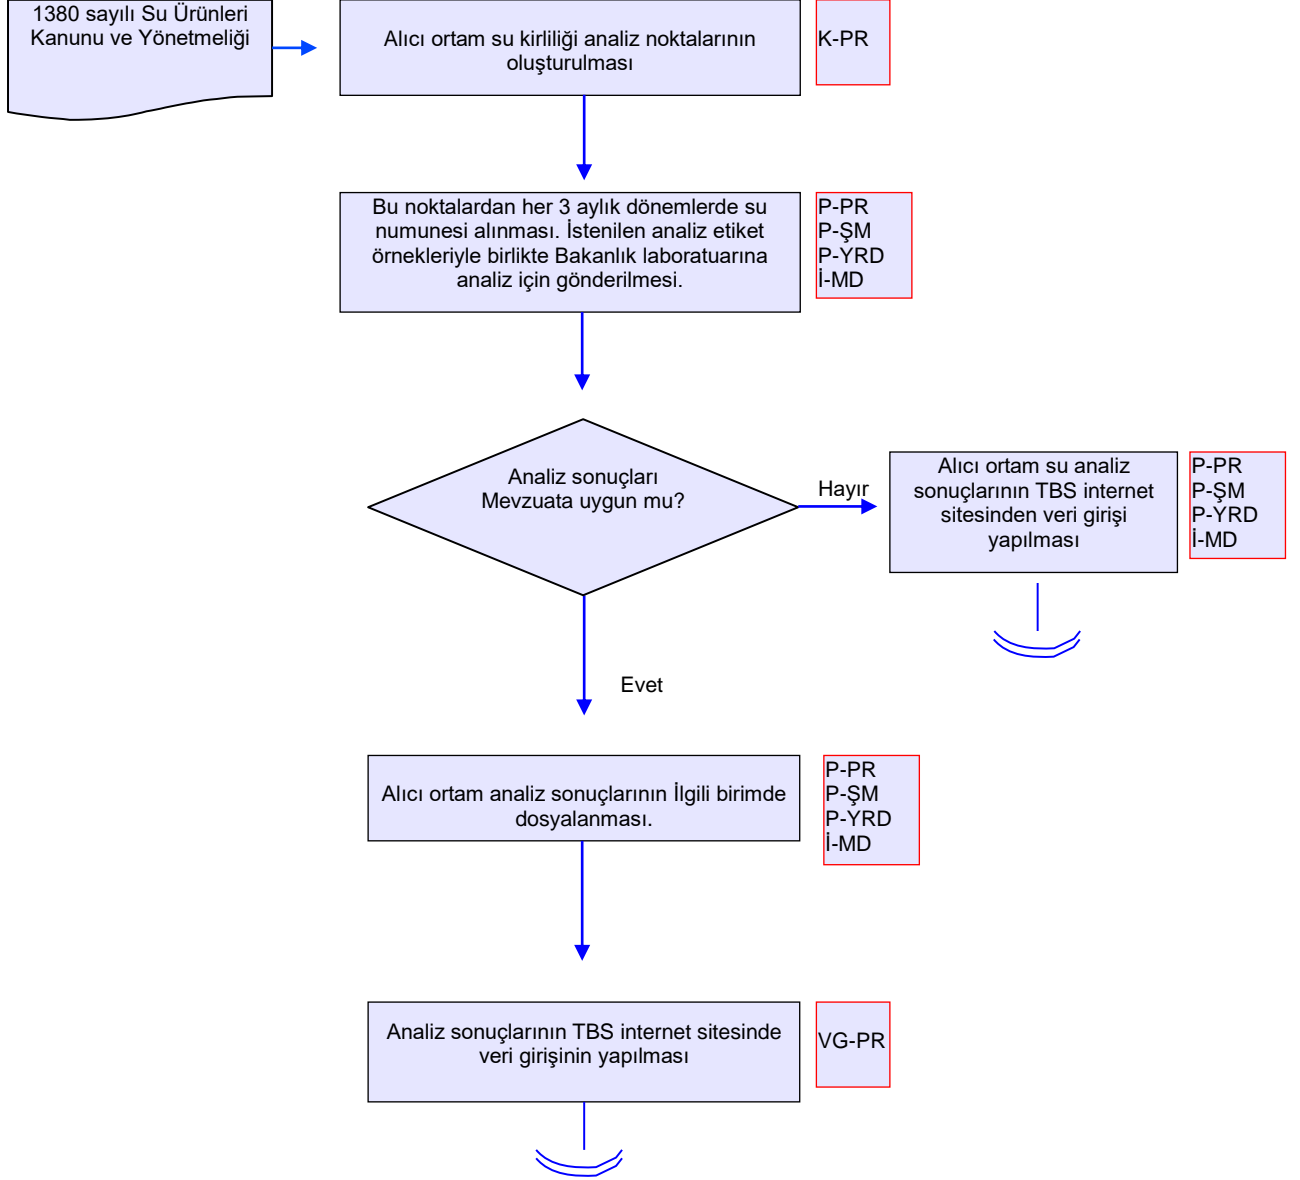 1380 sayılı Su Ürünleri
Kanunu ve Yönetmeliği
Alıcı ortam su kirliliği analiz noktalarının
oluşturulması
K-PR
Bu noktalardan her 3 aylık dönemlerde su
numunesi alınması. İstenilen analiz etiket
örnekleriyle birlikte Bakanlık laboratuarına
analiz için gönderilmesi.
P-PR
P-ŞM
P-YRD
İ-MD
Analiz sonuçları
Mevzuata uygun mu?
Hayır
Alıcı ortam su analiz
sonuçlarının TBS internet
sitesinden veri girişi
yapılması
P-PR
P-ŞM
P-YRD
İ-MD
Evet
Alıcı ortam analiz sonuçlarının İlgili birimde
dosyalanması.
P-PR
P-ŞM
P-YRD
İ-MD
Analiz sonuçlarının TBS internet sitesinde
veri girişinin yapılması
VG-PR